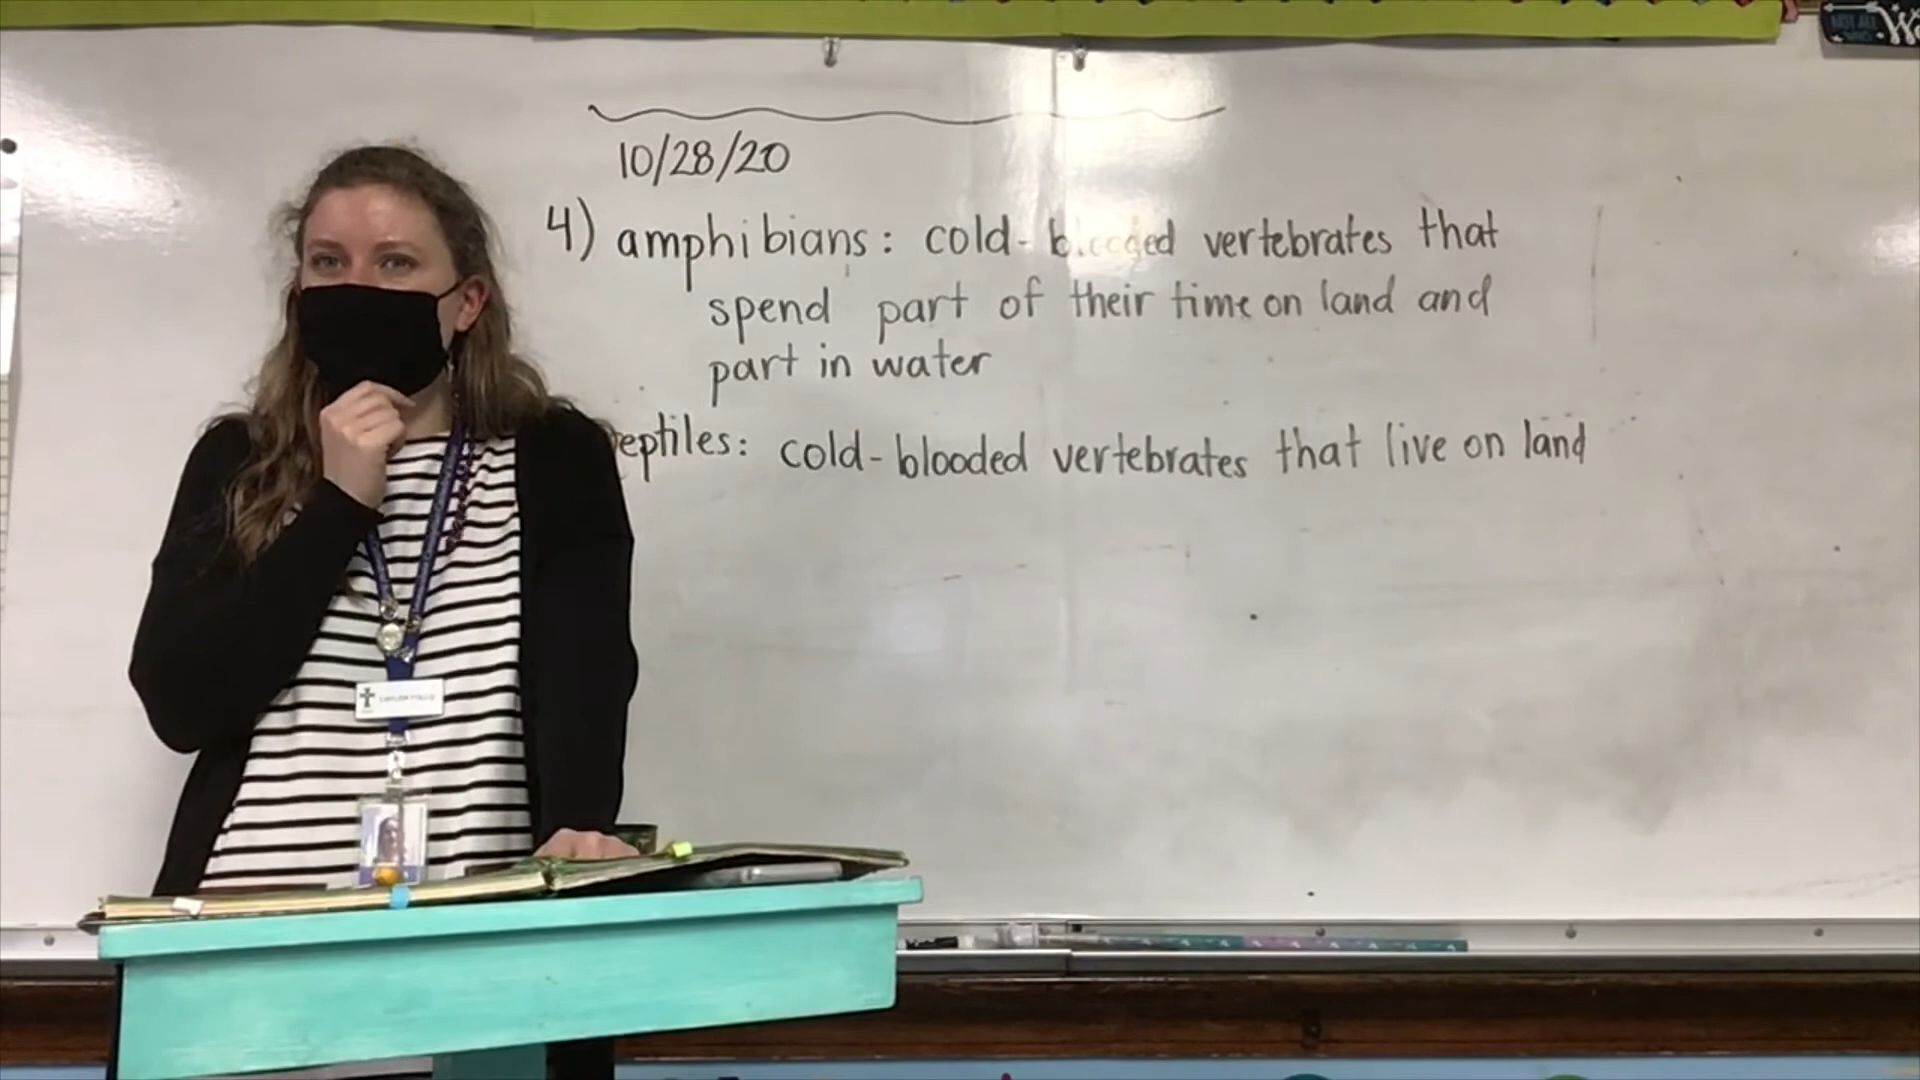 10/28/20
4) amphibians: cold-blooded vertebrates that
spend part of their time on land and
part in water
eptiles: cold-blooded vertebrates that live on land